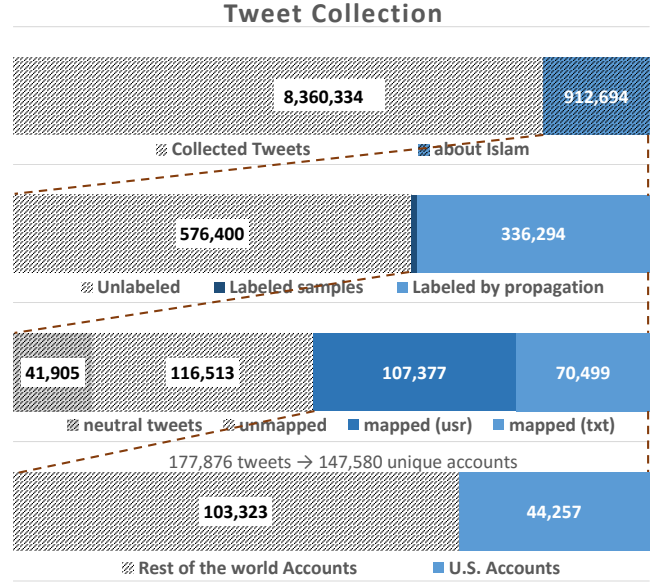 Tweet Collection
8,360,334 912,694
Collected Tweets about Islam
576,400 336,294
Unlabeled Labeled samples Labeled by propagation
41,905 116,513 107,377 70,499
neutral tweets unmapped mapped (usr) mapped (txt)
177,876 tweets → 147,580 unique accounts
103,323 44,257
Rest of the world Accounts U.S. Accounts